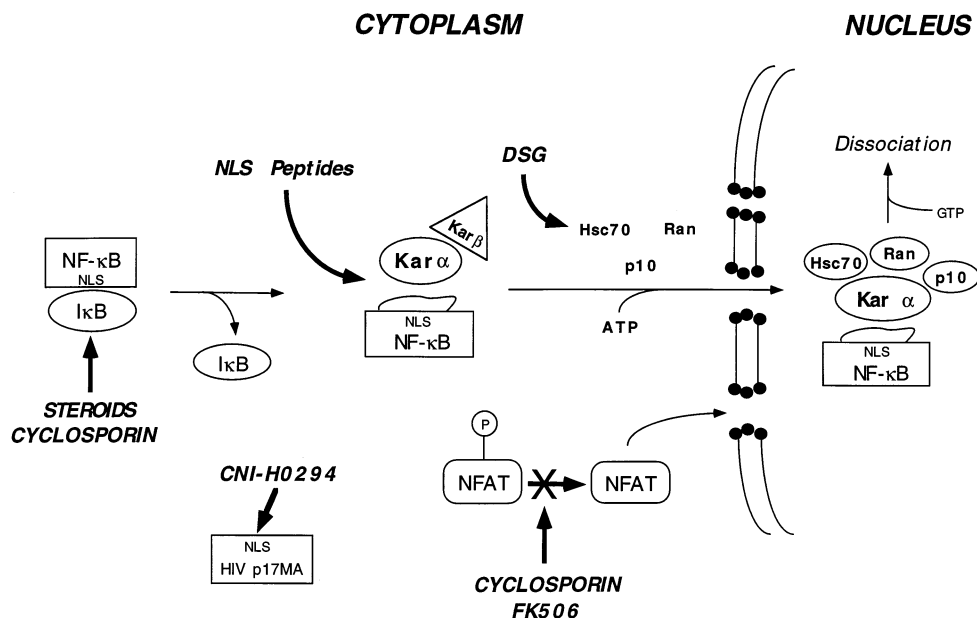 CYTOPLASM
NUCLEUS
NLS Peptides
DSG
Dissociation
GTP
Kar β
Hsc70
Ran
Kar α
p10
NF-κB
NLS
IκB
IκB
NLS
NF-κB
ATP
Hsc70
Ran
p10
Kar α
NLS
NF-κB
STEROIDS
CYCLOSPORIN
P
NFAT
NFAT
CNI-H0294
NLS
HIV p17MA
CYCLOSPORIN
FK506